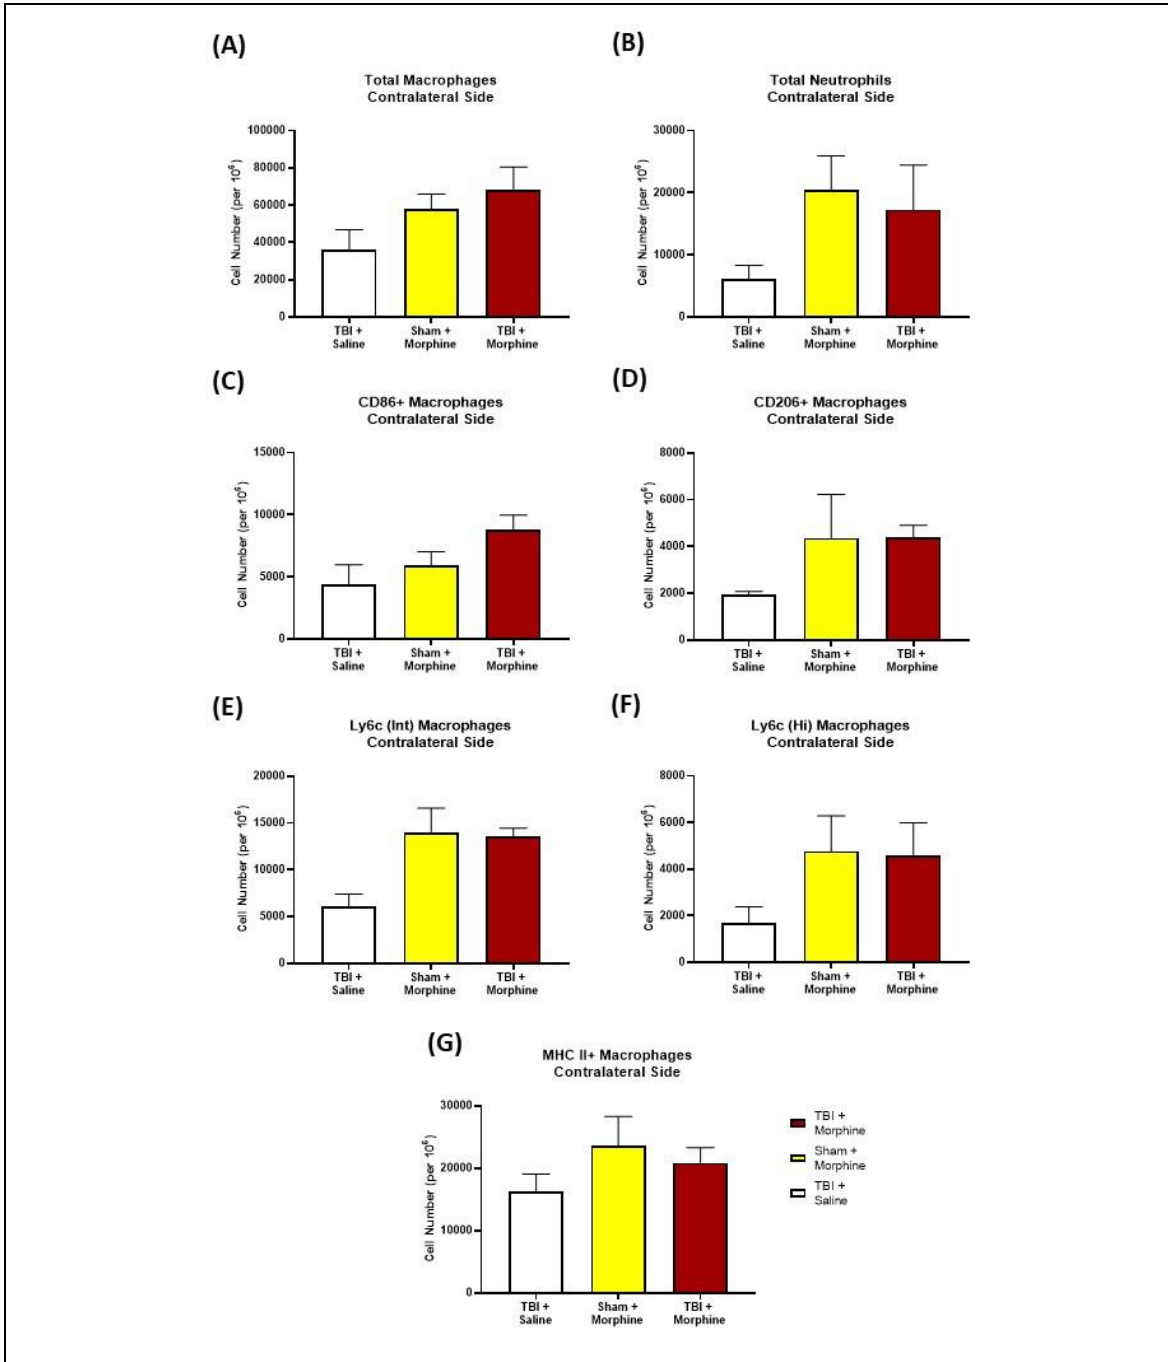 (A)
Total Macrophages
Contralateral Side
Cell Number (per 10⁶)
100000
80000
60000
40000
20000
0
TBI +
Saline
Sham +
Morphine
TBI +
Morphine
(B)
Total Neutrophils
Contralateral Side
Cell Number (per 10⁶)
30000
20000
10000
0
TBI +
Saline
Sham +
Morphine
TBI +
Morphine
(C)
CD86+ Macrophages
Contralateral Side
Cell Number (per 10⁶)
15000
10000
5000
0
TBI +
Saline
Sham +
Morphine
TBI +
Morphine
(D)
CD206+ Macrophages
Contralateral Side
Cell Number (per 10⁶)
8000
6000
4000
2000
0
TBI +
Saline
Sham +
Morphine
TBI +
Morphine
(E)
Ly6c (Int) Macrophages
Contralateral Side
Cell Number (per 10⁶)
20000
15000
10000
5000
0
TBI +
Saline
Sham +
Morphine
TBI +
Morphine
(F)
Ly6c (Hi) Macrophages
Contralateral Side
Cell Number (per 10⁶)
8000
6000
4000
2000
0
TBI +
Saline
Sham +
Morphine
TBI +
Morphine
(G)
MHC II+ Macrophages
Contralateral Side
Cell Number (per 10⁶)
30000
20000
10000
0
TBI +
Saline
Sham +
Morphine
TBI +
Morphine
TBI +
Morphine
Sham +
Morphine
TBI +
Saline